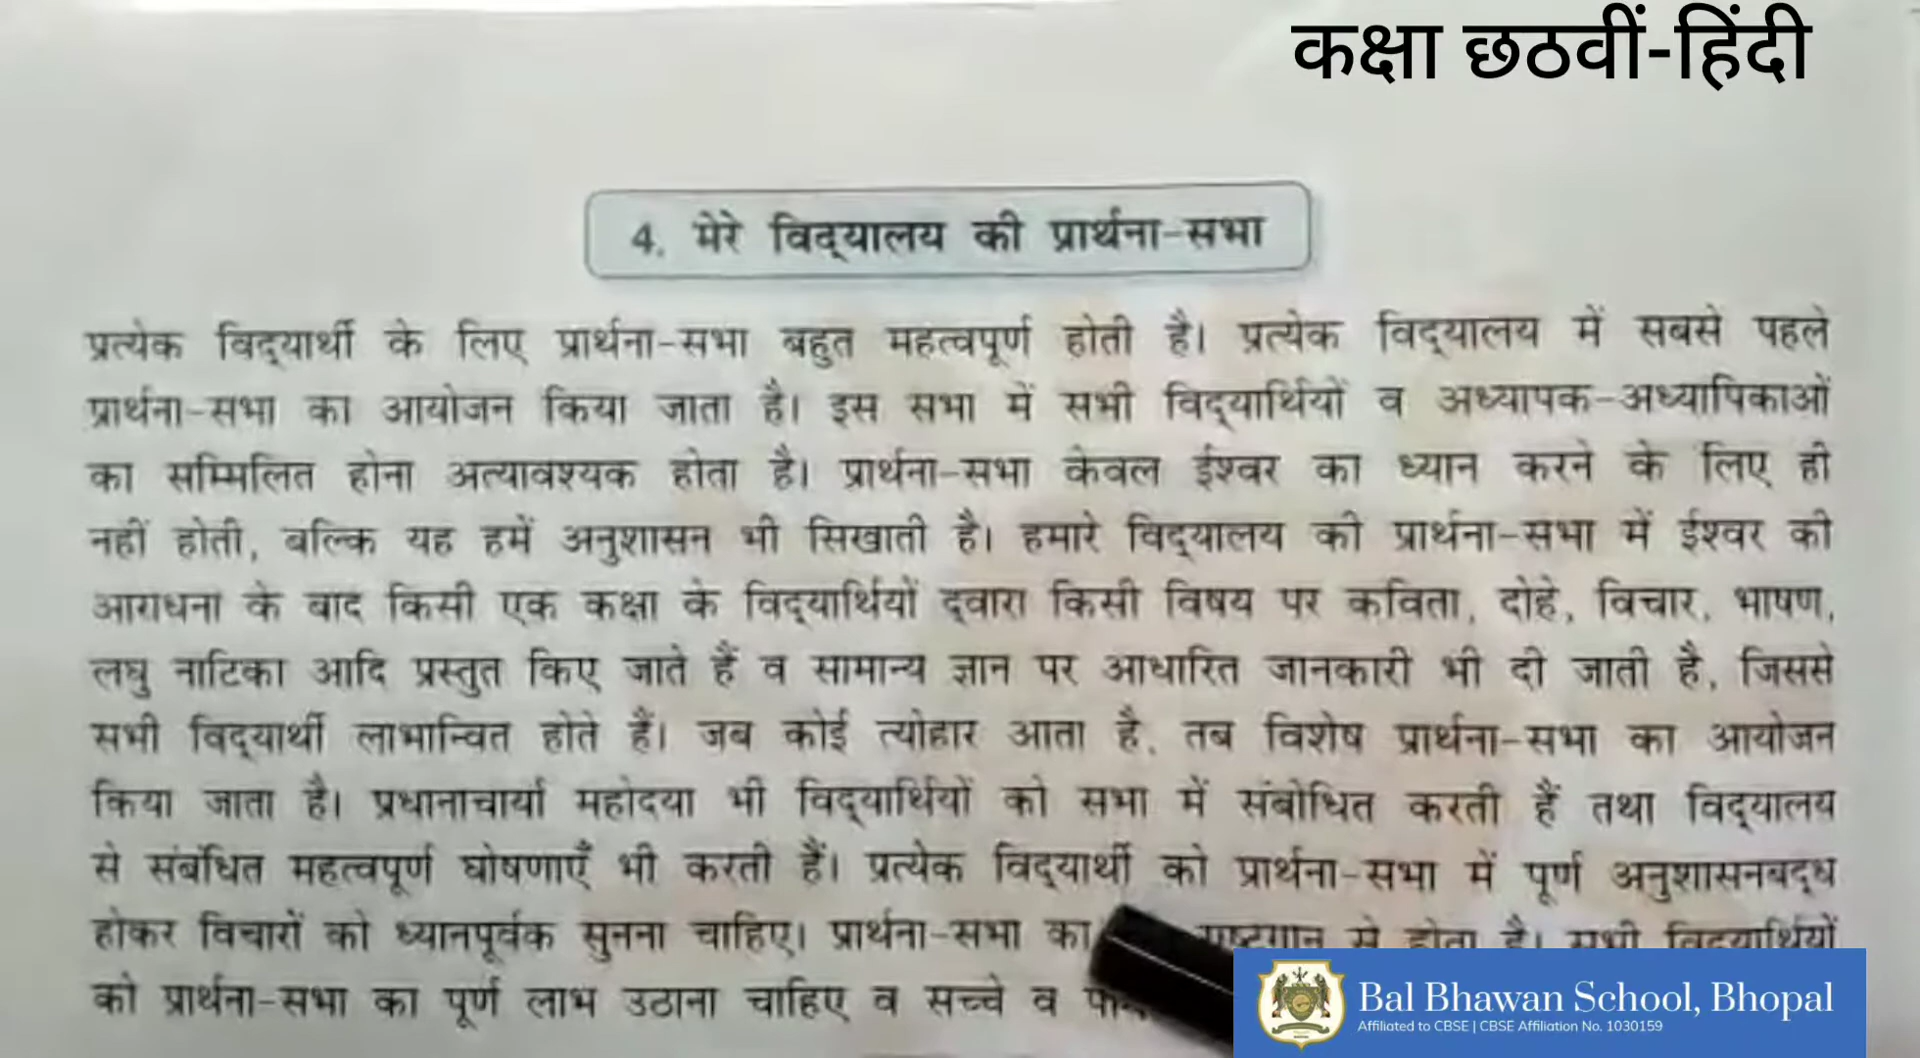 कक्षा छठवीं-हिंदी
4. मेरे विद्यालय की प्रार्थना-सभा
प्रत्येक विद्यार्थी के लिए प्रार्थना-सभा बहुत महत्वपूर्ण होती है। प्रत्येक विद्यालय में सबसे पहले
प्रार्थना-सभा का आयोजन किया जाता है। इस सभा में सभी विद्यार्थियों व अध्यापक-अध्यापिकाओं
का सम्मिलित होना अत्यावश्यक होता है। प्रार्थना-सभा केवल ईश्वर का ध्यान करने के लिए ही
नहीं होती, बल्कि यह हमें अनुशासन भी सिखाती है। हमारे विद्यालय की प्रार्थना-सभा में ईश्वर की
आराधना के बाद किसी एक कक्षा के विद्यार्थियों द्वारा किसी विषय पर कविता, दोहे, विचार, भाषण,
लघु नाटिका आदि प्रस्तुत किए जाते हैं व सामान्य ज्ञान पर आधारित जानकारी भी दी जाती है, जिससे
सभी विद्यार्थी लाभान्वित होते हैं। जब कोई त्योहार आता है, तब विशेष प्रार्थना-सभा का आयोजन
किया जाता है। प्रधानाचार्या महोदया भी विद्यार्थियों को सभा में संबोधित करती हैं तथा विद्यालय
से संबंधित महत्वपूर्ण घोषणाएँ भी करती हैं। प्रत्येक विद्यार्थी को प्रार्थना-सभा में पूर्ण अनुशासनबद्ध
होकर विचारों को ध्यानपूर्वक सुनना चाहिए। प्रार्थना-सभा का राष्ट्रगान से होता है। सभी विद्यार्थियों
को प्रार्थना-सभा का पूर्ण लाभ उठाना चाहिए व सच्चे व
Bal Bhawan School, Bhopal
Affiliated to CBSE | CBSE Affiliation No. 1030159